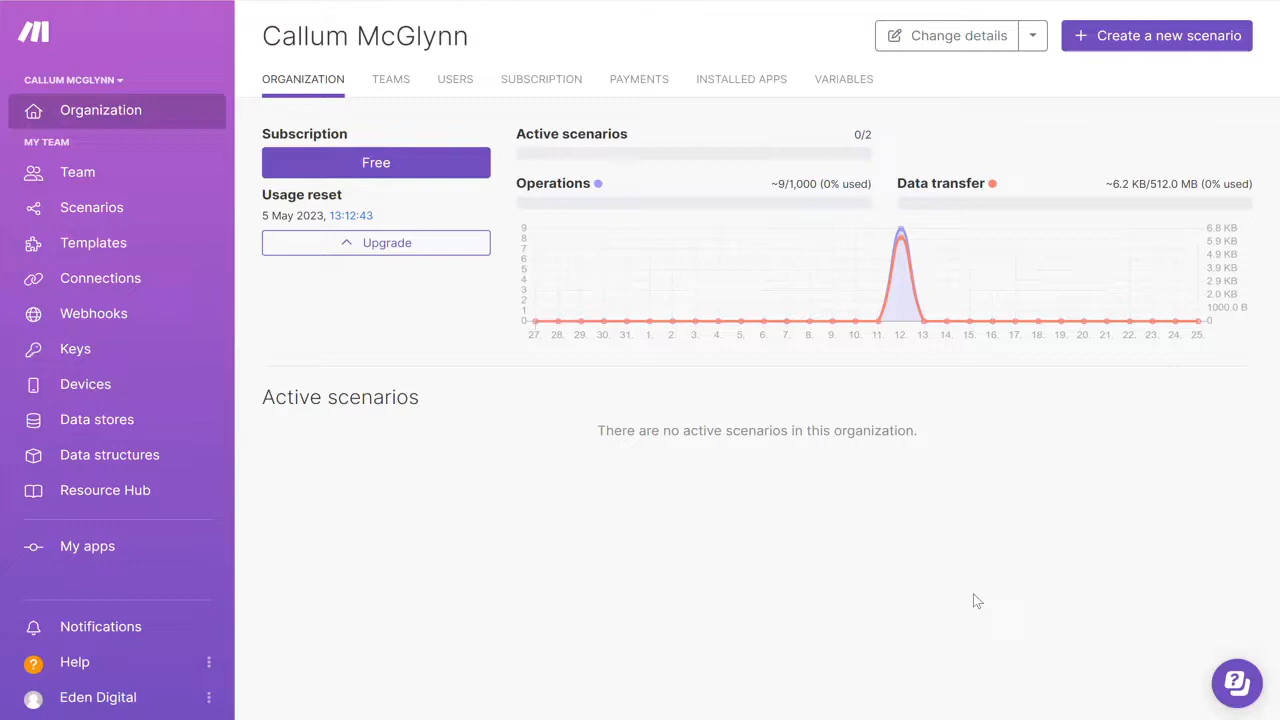 CALLUM MCGLYNN
Organization
MY TEAM
Team
Scenarios
Templates
Connections
Webhooks
Keys
Devices
Data stores
Data structures
Resource Hub
My apps
Notifications
? Help
Eden Digital
Callum McGlynn
Change details
+ Create a new scenario
ORGANIZATION TEAMS USERS SUBSCRIPTION PAYMENTS INSTALLED APPS VARIABLES
Subscription
Free
Usage reset
5 May 2023, 13:12:43
Upgrade
Active scenarios 0/2
Operations ~9/1,000 (0% used)
Data transfer ~6.2 KB/512.0 MB (0% used)
9
8
7
6
5
4
3
2
1
0
6.8 KB
5.9 KB
4.9 KB
3.9 KB
2.9 KB
2.0 KB
1000.0 B
0
27. 28. 29. 30. 31. 1. 2. 3. 4. 5. 6. 7. 8. 9. 10. 11. 12. 13. 14. 15. 16. 17. 18. 19. 20. 21. 22. 23. 24. 25.
Active scenarios
There are no active scenarios in this organization.
?